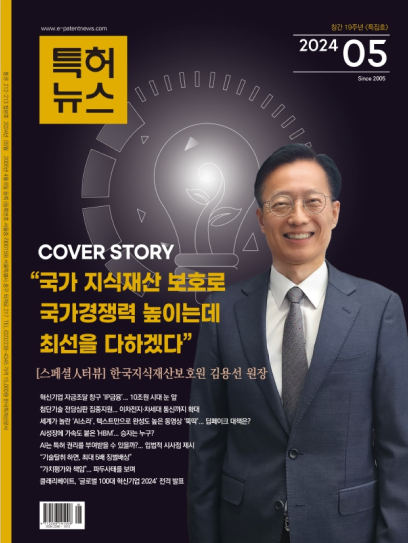 www.e-patentnews.com
특허
뉴스
창간 19주년 〈특집호〉
2024 05
Since 2005
COVER STORY
“국가 지식재산 보호로
국가경쟁력 높이는데
최선을 다하겠다”
[스페셜人터뷰] 한국지식재산보호원 김용선 원장
혁신기업 자금조달 창구 'IP금융'... 10조원 시대 눈 앞
첨단기술 전담심판 집중지원... 이차전지·차세대 통신까지 확대
세계가 놀란 'AI소라', 텍스트만으로 완성도 높은 동영상 '뚝딱'... 딥페이크 대책은?
AI성장에 가속도 붙은 'HBM'... 승자는 누구?
AI는 특허 권리를 부여받을 수 있을까?... 입법적 시사점 제시
"기술탈취 하면, 최대 5배 징벌배상"
"가치평가와 책임"... 파두사태를 보며
클래리베이트, '글로벌 100대 혁신기업 2024' 전격 발표